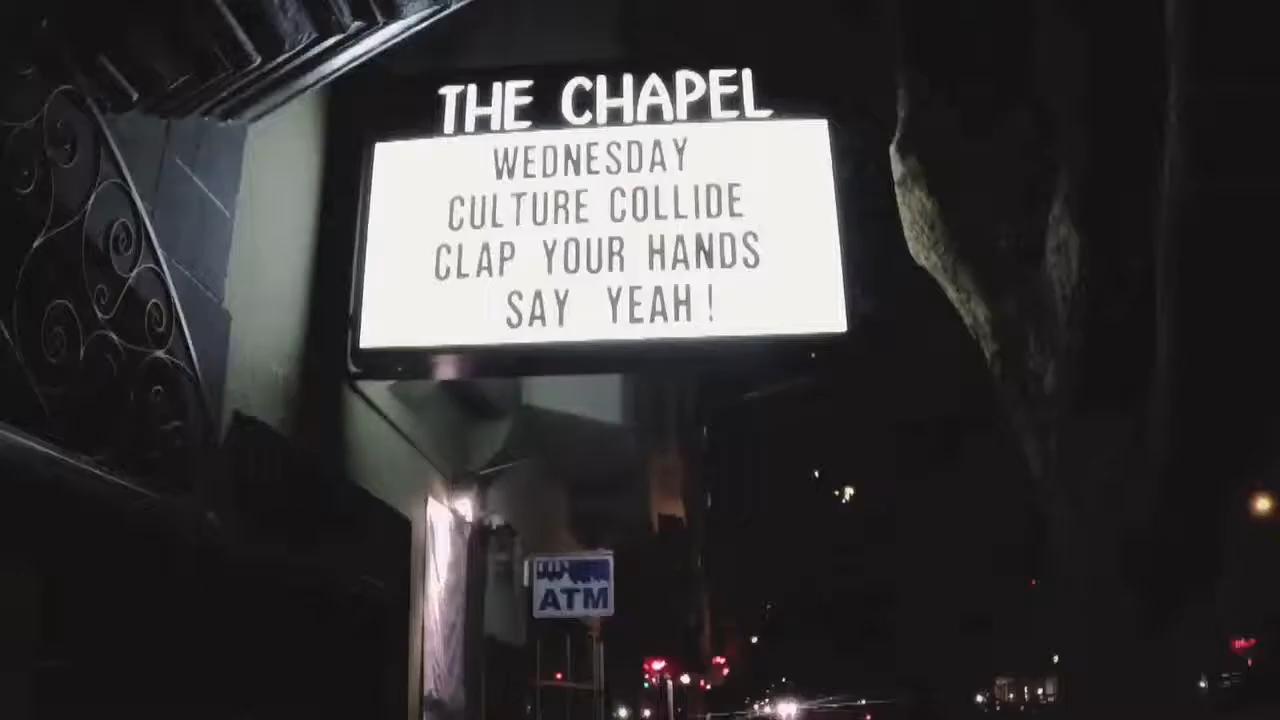 THE CHAPEL
WEDNESDAY
CULTURE COLLIDE
CLAP YOUR HANDS
SAY YEAH!
ATM